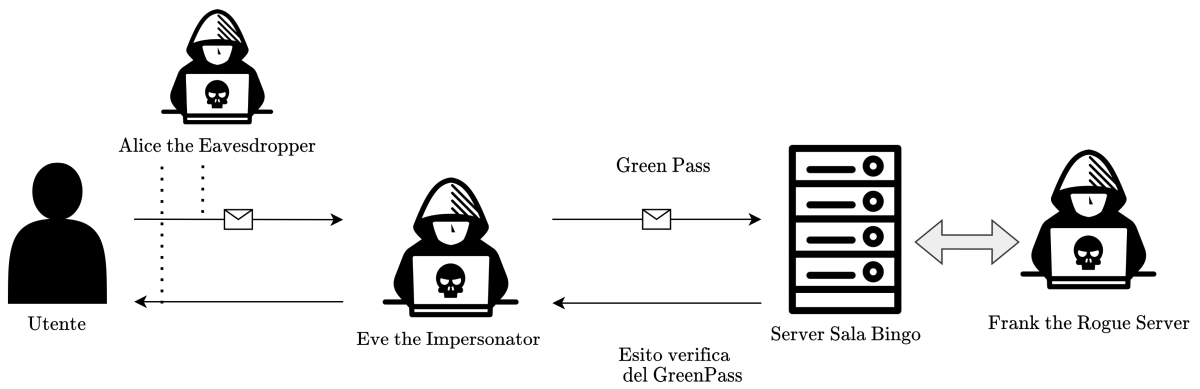 Alice the Eavesdropper
Green Pass
Utente
Eve the Impersonator
Server Sala Bingo
Frank the Rogue Server
Esito verifica
del GreenPass